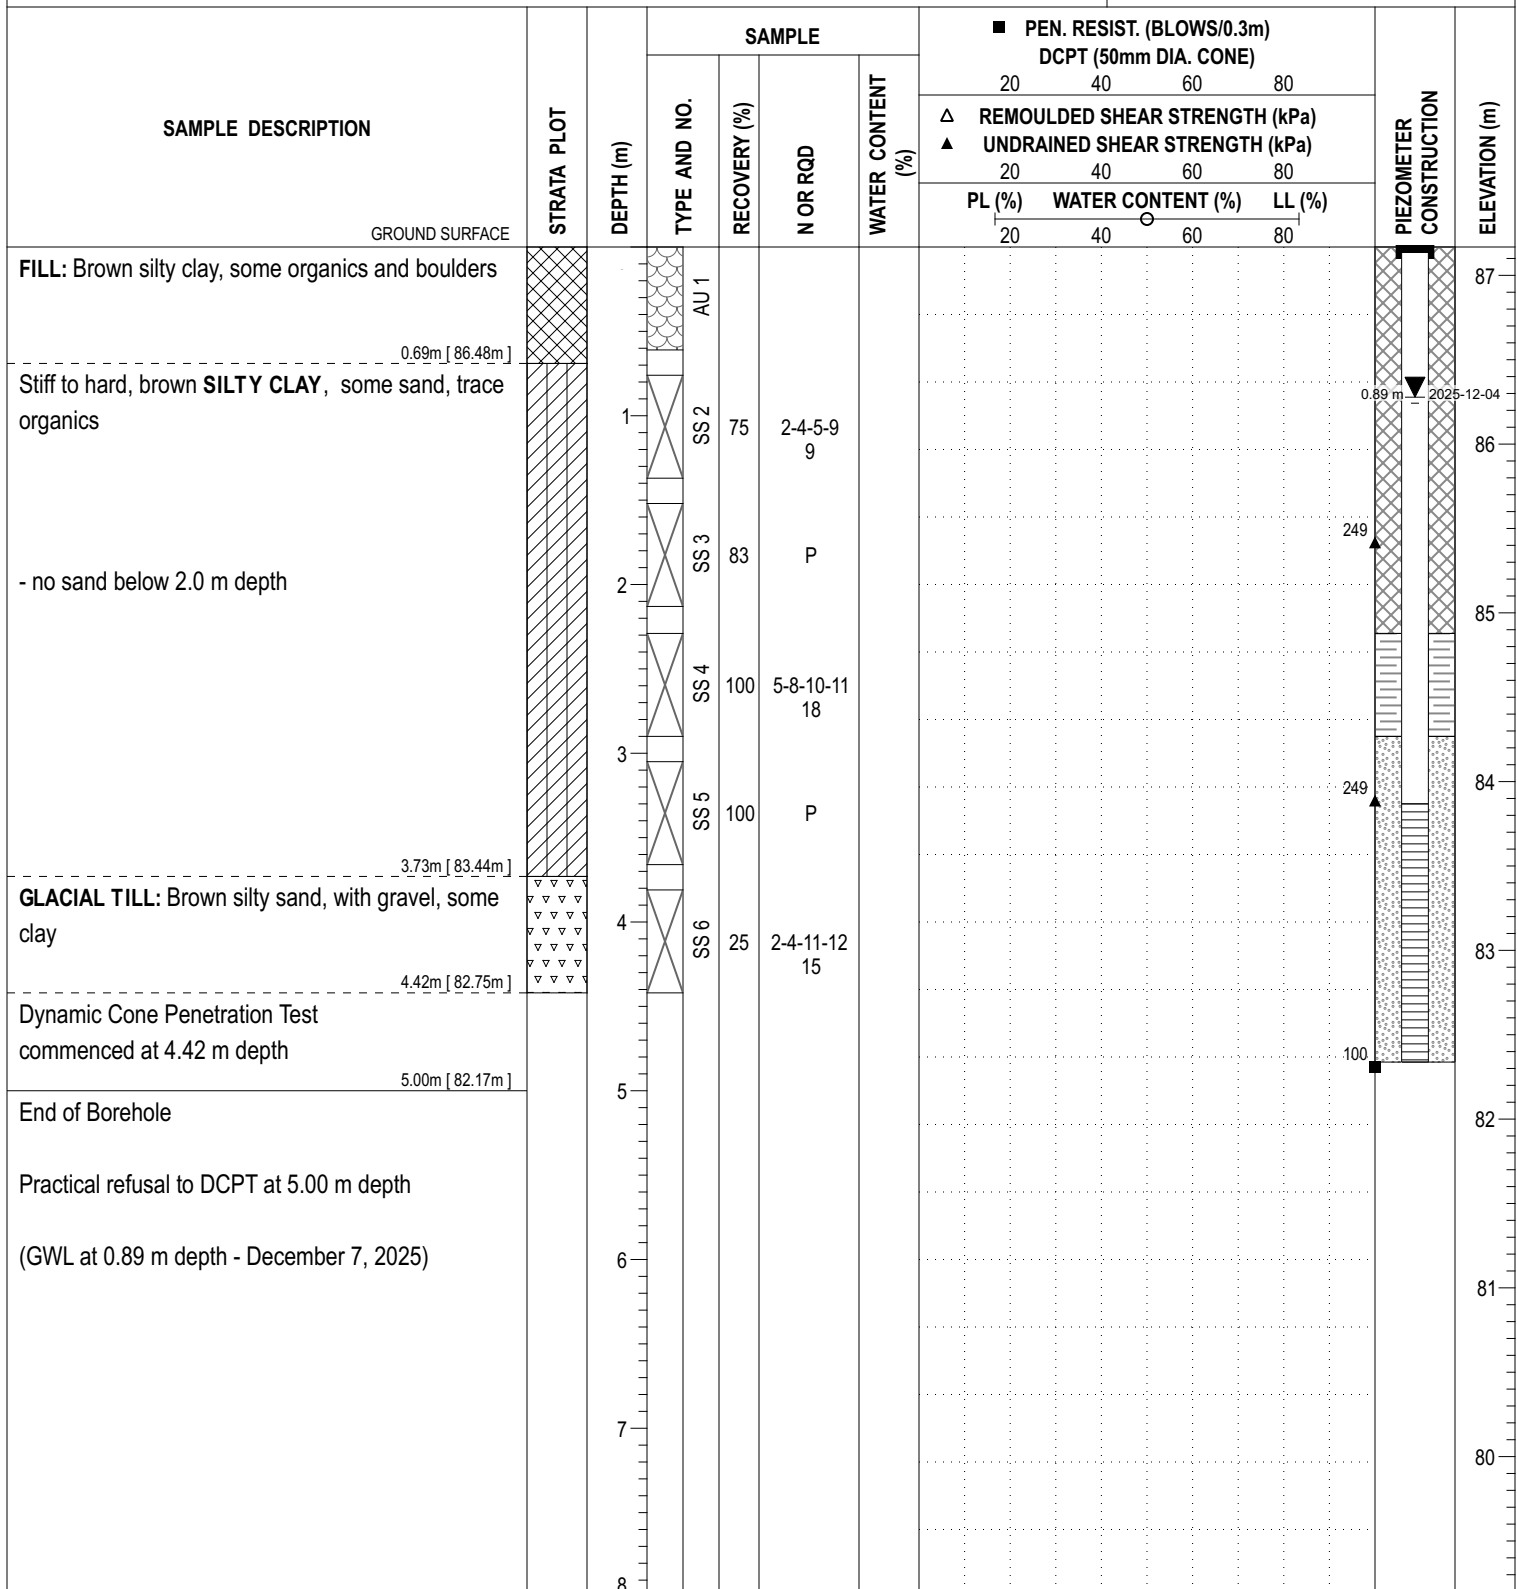 SAMPLE DESCRIPTION
GROUND SURFACE
STRATA PLOT
DEPTH (m)
SAMPLE
TYPE AND NO.
RECOVERY (%)
N OR RQD
WATER CONTENT
(%)
■ PEN. RESIST. (BLOWS/0.3m)
DCPT (50mm DIA. CONE)
20 40 60 80
△ REMOULDED SHEAR STRENGTH (kPa)
▲ UNDRAINED SHEAR STRENGTH (kPa)
20 40 60 80
PL (%) WATER CONTENT (%) LL (%)
20 40 60 80
PIEZOMETER
CONSTRUCTION
ELEVATION (m)
FILL: Brown silty clay, some organics and boulders
AU 1
87
0.69m [ 86.48m ]
Stiff to hard, brown SILTY CLAY, some sand, trace
organics
0.89 m 2025-12-04
1
SS 2
75
2-4-5-9
9
86
249
SS 3
83
P
- no sand below 2.0 m depth
2
85
SS 4
100
5-8-10-11
18
3
84
249
SS 5
100
P
3.73m [ 83.44m ]
GLACIAL TILL: Brown silty sand, with gravel, some
clay
4
SS 6
25
2-4-11-12
15
83
4.42m [ 82.75m ]
Dynamic Cone Penetration Test
commenced at 4.42 m depth
100
5.00m [ 82.17m ]
5
End of Borehole
82
Practical refusal to DCPT at 5.00 m depth
(GWL at 0.89 m depth - December 7, 2025)
6
81
7
80
8